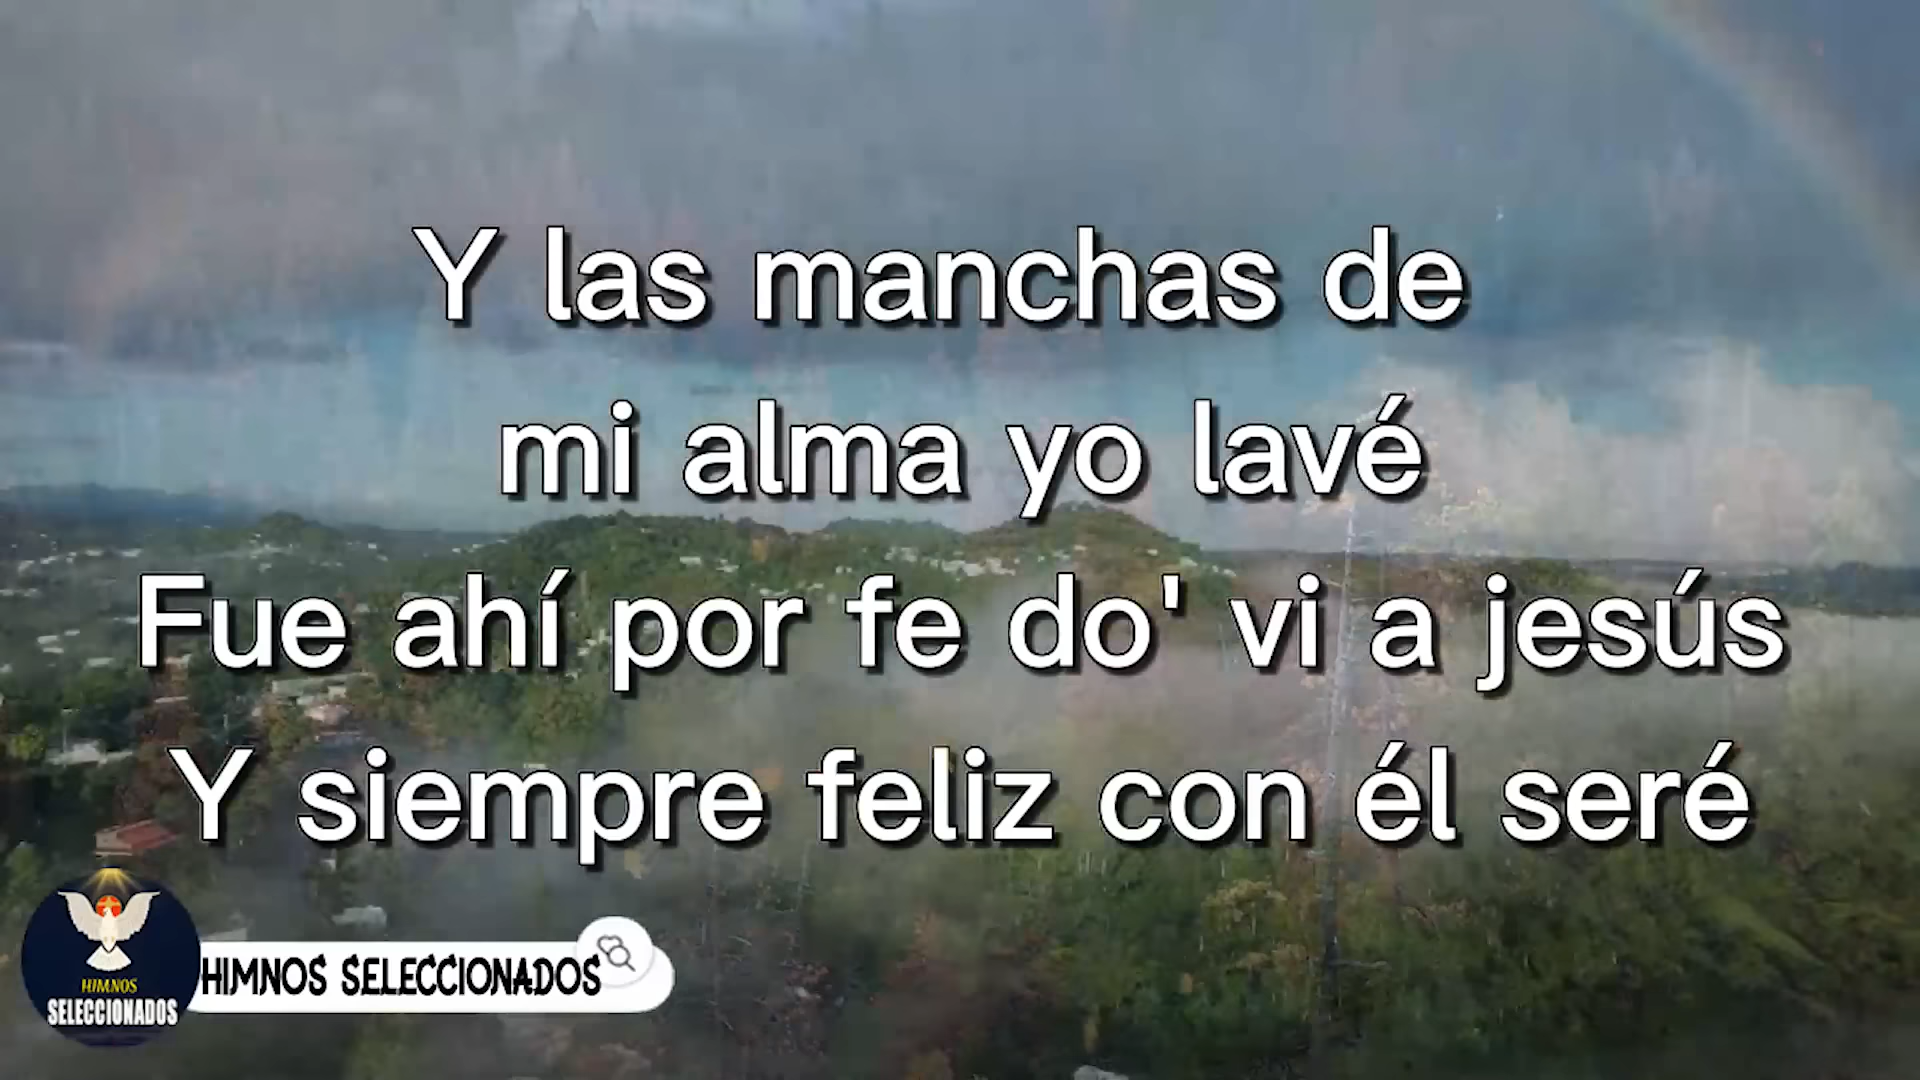 Y las manchas de
mi alma yo lavé
Fue ahí por fe do' vi a jesús
Y siempre feliz con él seré
HIMNOS
SELECCIONADOS
HIMNOS SELECCIONADOS